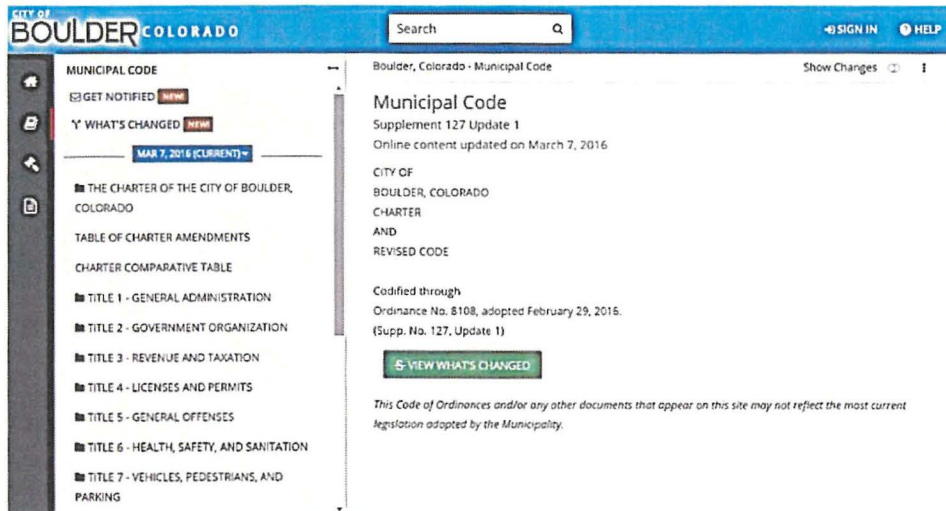 CITY OF
BOULDER COLORADO
Search
SIGN IN
HELP
MUNICIPAL CODE
GET NOTIFIED NEW!
WHAT'S CHANGED NEW!
MAR 7, 2016 (CURRENT)
THE CHARTER OF THE CITY OF BOULDER,
COLORADO
TABLE OF CHARTER AMENDMENTS
CHARTER COMPARATIVE TABLE
TITLE 1 - GENERAL ADMINISTRATION
TITLE 2 - GOVERNMENT ORGANIZATION
TITLE 3 - REVENUE AND TAXATION
TITLE 4 - LICENSES AND PERMITS
TITLE 5 - GENERAL OFFENSES
TITLE 6 - HEALTH, SAFETY, AND SANITATION
TITLE 7 - VEHICLES, PEDESTRIANS, AND
PARKING
Boulder, Colorado - Municipal Code
Show Changes
Municipal Code
Supplement 127 Update 1
Online content updated on March 7, 2016
CITY OF
BOULDER, COLORADO
CHARTER
AND
REVISED CODE
Codified through
Ordinance No. 8108, adopted February 29, 2016.
(Supp. No. 127, Update 1)
VIEW WHAT'S CHANGED
This Code of Ordinances and/or any other documents that appear on this site may not reflect the most current
legislation adopted by the Municipality.